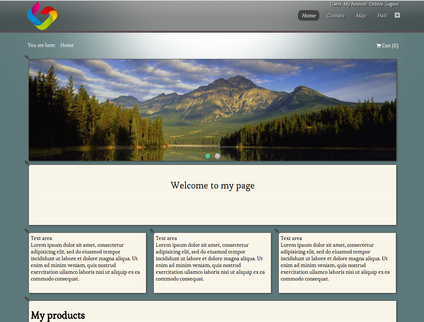 Users My Account Orders Logout
Home Contact Map Hali
You are here: Home
Cart (0)
Welcome to my page
Text area
Lorem ipsum dolor sit amet, consectetur
adipisicing elit, sed do eiusmod tempor
incididunt ut labore et dolore magna aliqua. Ut
enim ad minim veniam, quis nostrud
exercitation ullamco laboris nisi ut aliquip ex ea
commodo consequat.
Text area
Lorem ipsum dolor sit amet, consectetur
adipisicing elit, sed do eiusmod tempor
incididunt ut labore et dolore magna aliqua. Ut
enim ad minim veniam, quis nostrud
exercitation ullamco laboris nisi ut aliquip ex ea
commodo consequat.
Text area
Lorem ipsum dolor sit amet, consectetur
adipisicing elit, sed do eiusmod tempor
incididunt ut labore et dolore magna aliqua. Ut
enim ad minim veniam, quis nostrud
exercitation ullamco laboris nisi ut aliquip ex ea
commodo consequat.
My products